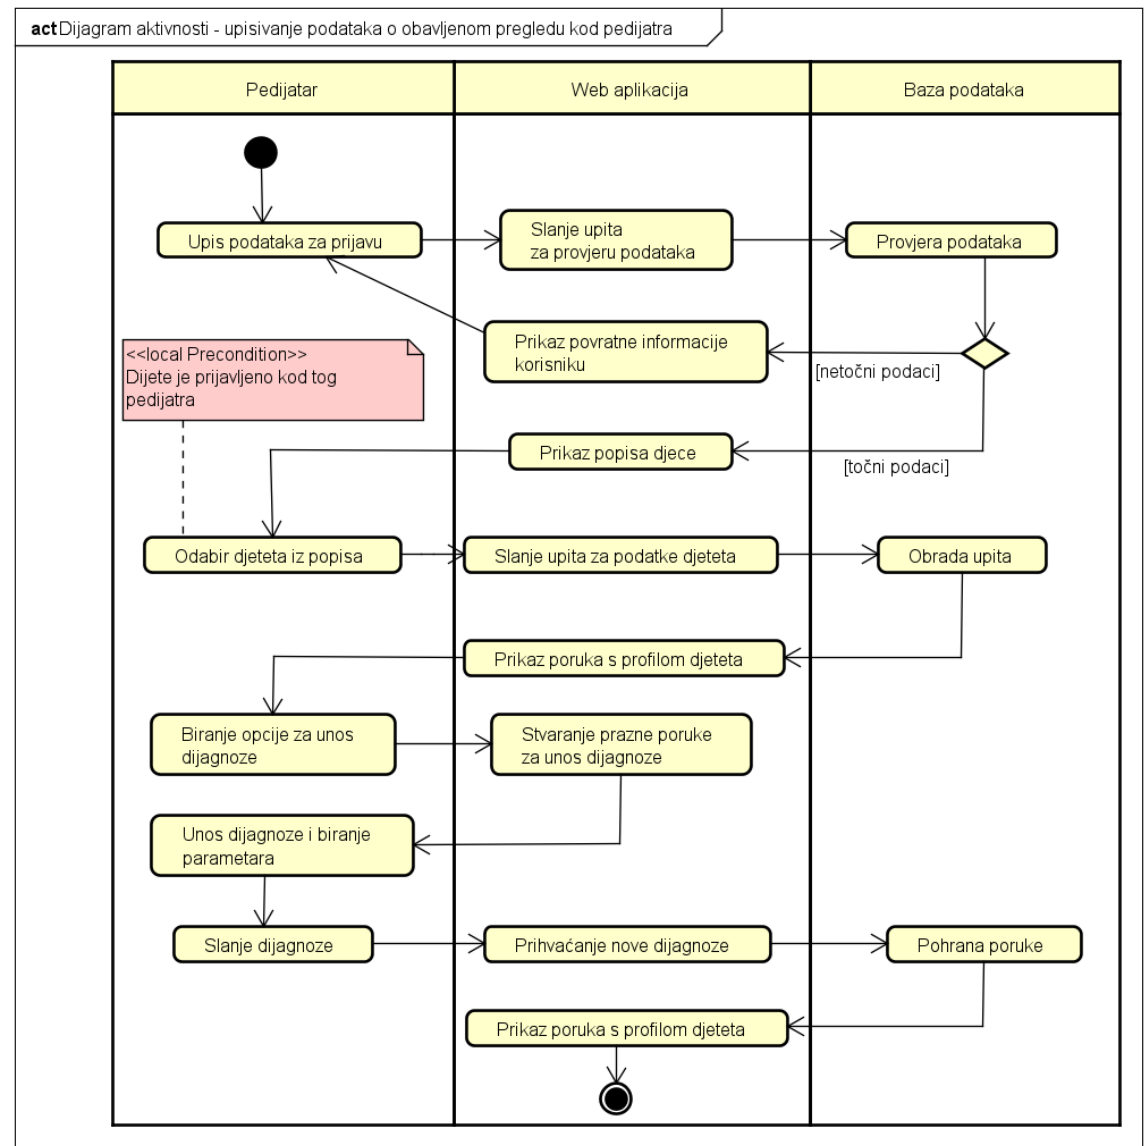 act Dijagram aktivnosti - upisivanje podataka o obavljenom pregledu kod pedijatra
Pedijatar
Web aplikacija
Baza podataka
Upis podataka za prijavu
Slanje upita
za provjeru podataka
Provjera podataka
Prikaz povratne informacije
korisniku
[netočni podaci]
<<local Precondition>>
Dijete je prijavljeno kod tog
pedijatra
Prikaz popisa djece
[točni podaci]
Odabir djeteta iz popisa
Slanje upita za podatke djeteta
Obrada upita
Prikaz poruka s profilom djeteta
Biranje opcije za unos
dijagnoze
Stvaranje prazne poruke
za unos dijagnoze
Unos dijagnoze i biranje
parametara
Slanje dijagnoze
Prihvaćanje nove dijagnoze
Pohrana poruke
Prikaz poruka s profilom djeteta